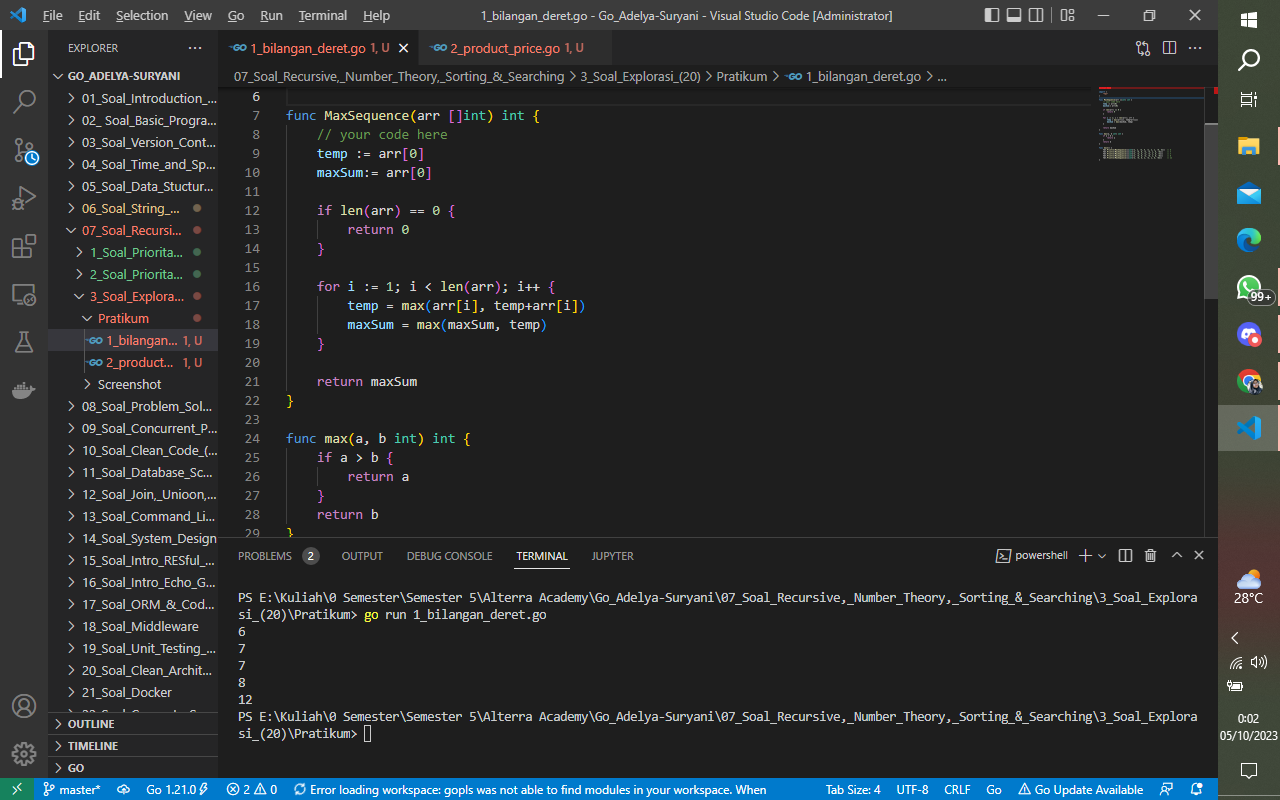 File Edit Selection View Go Run Terminal Help
1_bilangan_deret.go - Go_Adelya-Suryani - Visual Studio Code [Administrator]
EXPLORER
GO_ADELYA-SURYANI
01_Soal_Introduction_...
02_ Soal_Basic_Progra...
03_Soal_Version_Cont...
04_Soal_Time_and_Sp...
05_Soal_Data_Stuctur...
06_Soal_String_...
07_Soal_Recursi...
1_Soal_Priorita...
2_Soal_Priorita...
3_Soal_Explora...
Pratikum
1_bilangan... 1, U
2_product... 1, U
Screenshot
08_Soal_Problem_Sol...
09_Soal_Concurrent_P...
10_Soal_Clean_Code_(...
11_Soal_Database_Sc...
12_Soal_Join,_Unioon,...
13_Soal_Command_Li...
14_Soal_System_Design
15_Soal_Intro_RESful_...
16_Soal_Intro_Echo_G...
17_Soal_ORM_&_Cod...
18_Soal_Middleware
19_Soal_Unit_Testing_...
20_Soal_Clean_Archit...
21_Soal_Docker
OUTLINE
TIMELINE
GO
1_bilangan_deret.go 1, U
2_product_price.go 1, U
07_Soal_Recursive,_Number_Theory,_Sorting_&_Searching > 3_Soal_Explorasi_(20) > Pratikum > 1_bilangan_deret.go > ...
6
7 func MaxSequence(arr []int) int {
8 // your code here
9 temp := arr[0]
10 maxSum:= arr[0]
11
12 if len(arr) == 0 {
13 return 0
14 }
15
16 for i := 1; i < len(arr); i++ {
17 temp = max(arr[i], temp+arr[i])
18 maxSum = max(maxSum, temp)
19 }
20
21 return maxSum
22 }
23
24 func max(a, b int) int {
25 if a > b {
26 return a
27 }
28 return b
29 }
PROBLEMS 2 OUTPUT DEBUG CONSOLE TERMINAL JUPYTER
powershell
PS E:\Kuliah\0 Semester\Semester 5\Alterra Academy\Go_Adelya-Suryani\07_Soal_Recursive,_Number_Theory,_Sorting_&_Searching\3_Soal_Explora
si_(20)\Pratikum> go run 1_bilangan_deret.go
6
7
7
8
12
PS E:\Kuliah\0 Semester\Semester 5\Alterra Academy\Go_Adelya-Suryani\07_Soal_Recursive,_Number_Theory,_Sorting_&_Searching\3_Soal_Explora
si_(20)\Pratikum>
master* Go 1.21.0 2 0 Error loading workspace: gopls was not able to find modules in your workspace. When Tab Size: 4 UTF-8 CRLF Go Go Update Available
99+
28°C
0:02
05/10/2023